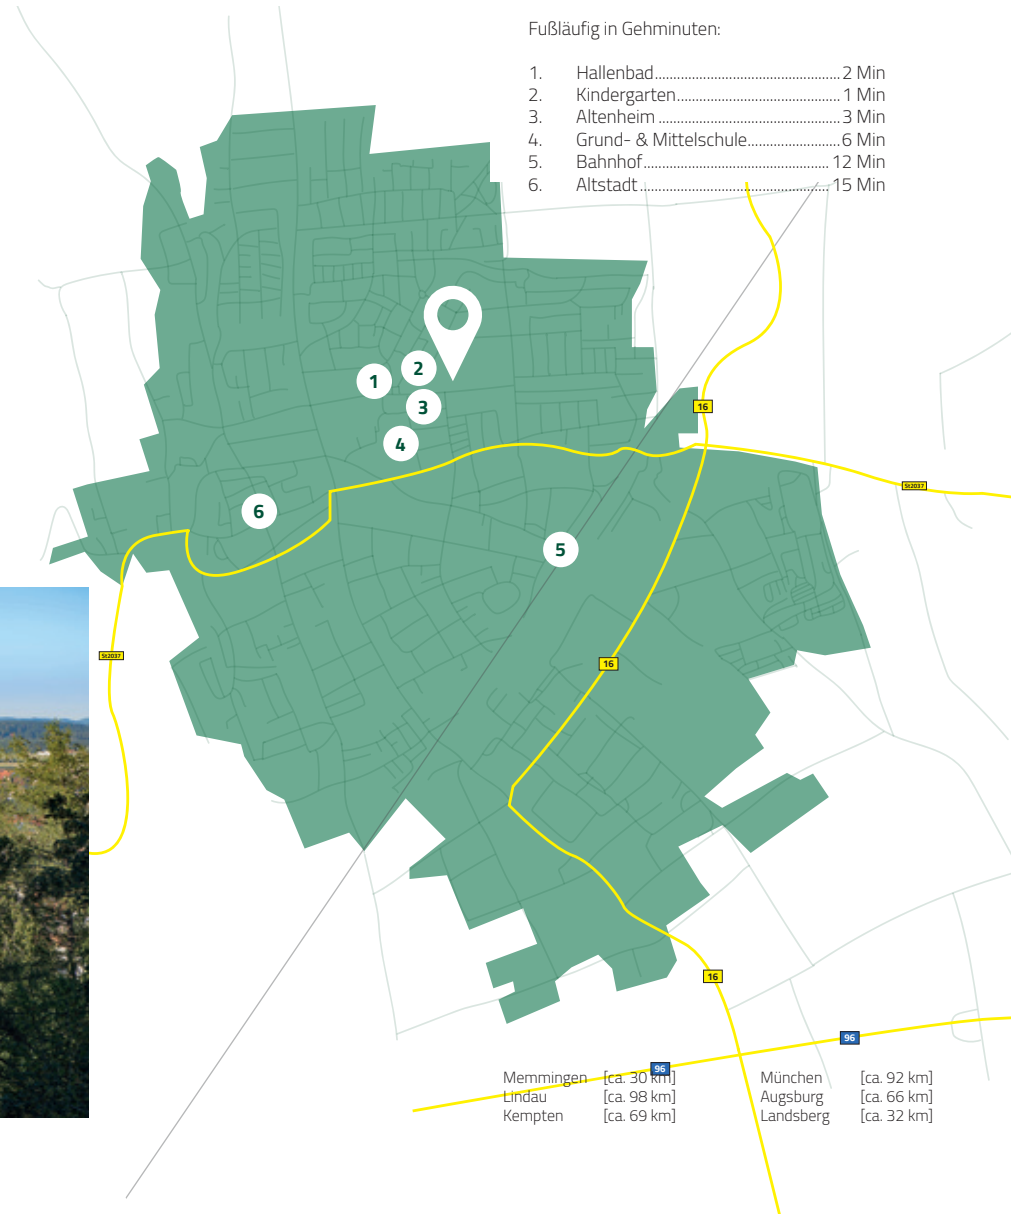 Fußläufig in Gehminuten:
1. Hallenbad.................................................. 2 Min
2. Kindergarten............................................ 1 Min
3. Altenheim ................................................. 3 Min
4. Grund- & Mittelschule......................... 6 Min
5. Bahnhof.................................................. 12 Min
6. Altstadt................................................... 15 Min
2
1
3
16
4
St2037
6
5
St2037
16
16
96
96
Memmingen [ca. 30 km]
Lindau [ca. 98 km]
Kempten [ca. 69 km]
München [ca. 92 km]
Augsburg [ca. 66 km]
Landsberg [ca. 32 km]